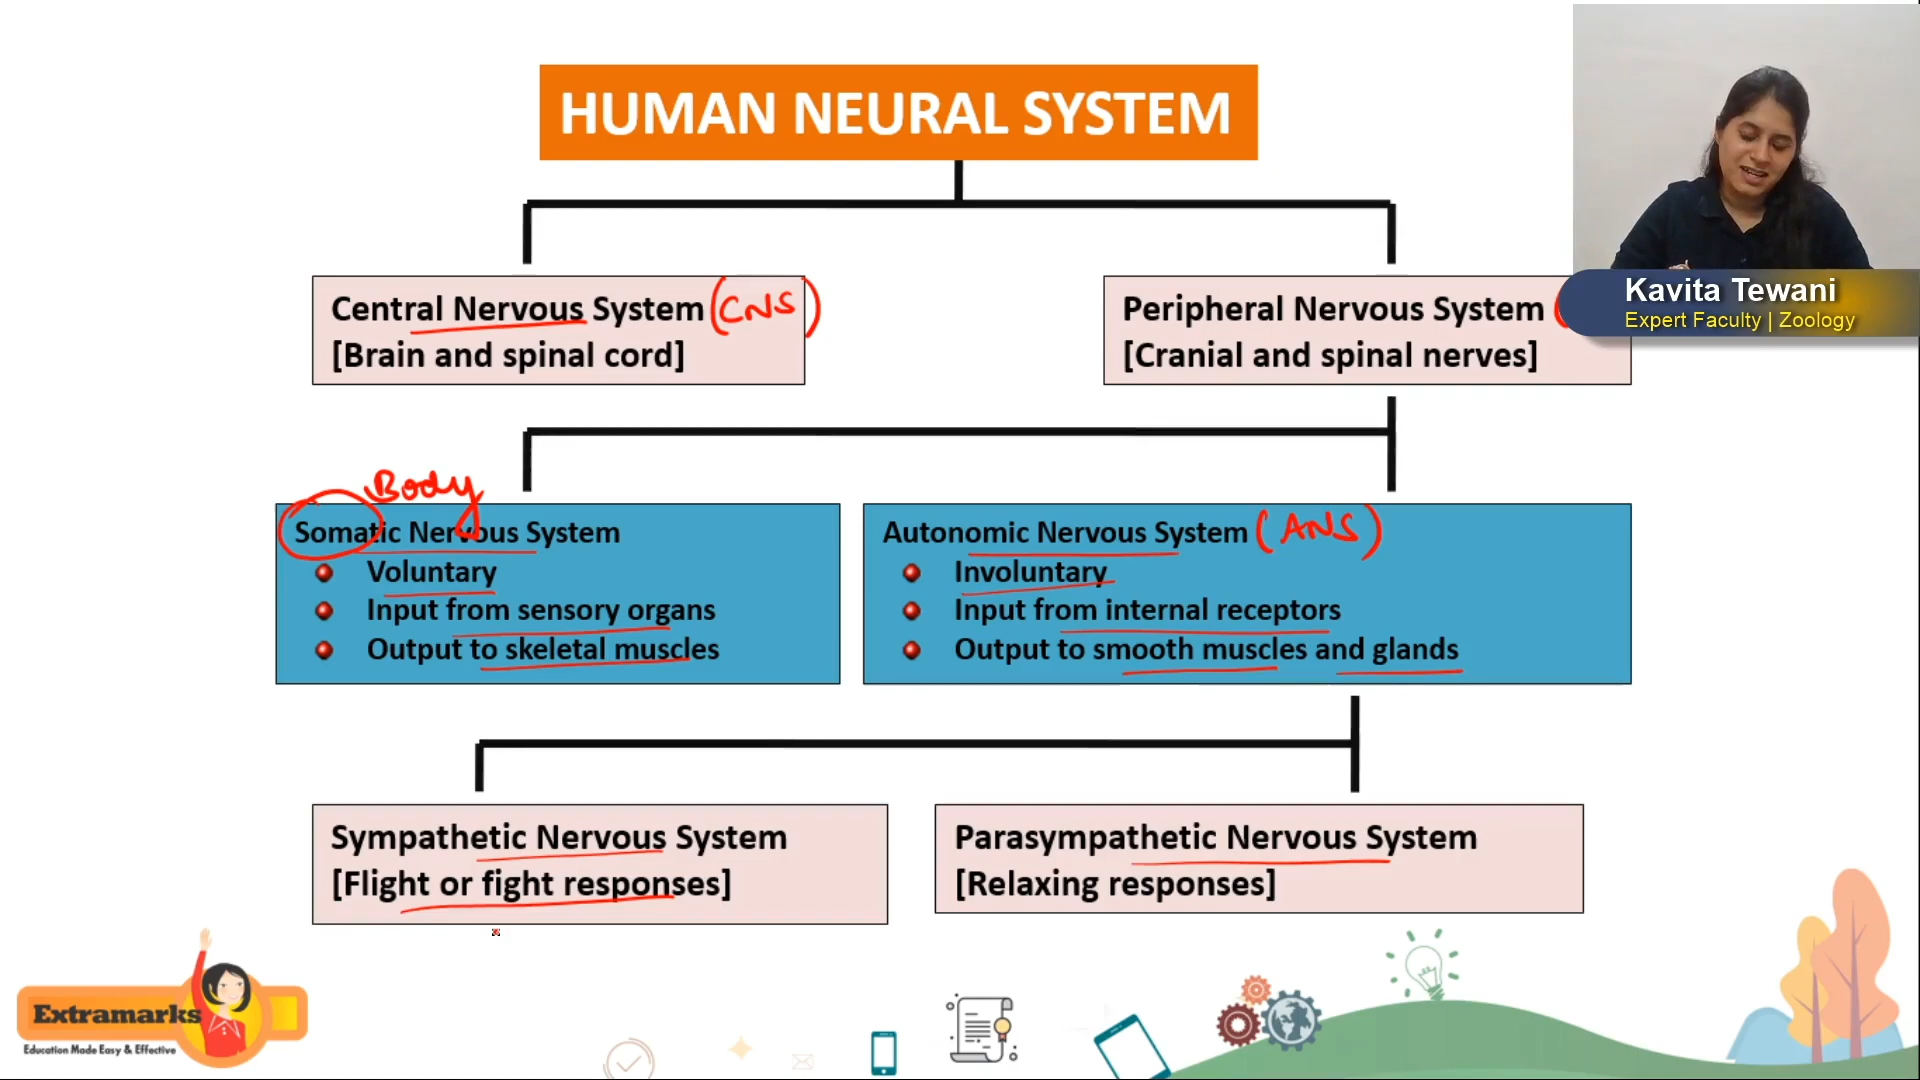 HUMAN NEURAL SYSTEM
Kavita Tewani
Expert Faculty | Zoology
Central Nervous System (CNS)
[Brain and spinal cord]
Peripheral Nervous System (
[Cranial and spinal nerves]
Body
Somatic Nervous System
Voluntary
Input from sensory organs
Output to skeletal muscles
Autonomic Nervous System (ANS)
Involuntary
Input from internal receptors
Output to smooth muscles and glands
Sympathetic Nervous System
[Flight or fight responses]
Parasympathetic Nervous System
[Relaxing responses]
Extramarks
Education Made Easy & Effective